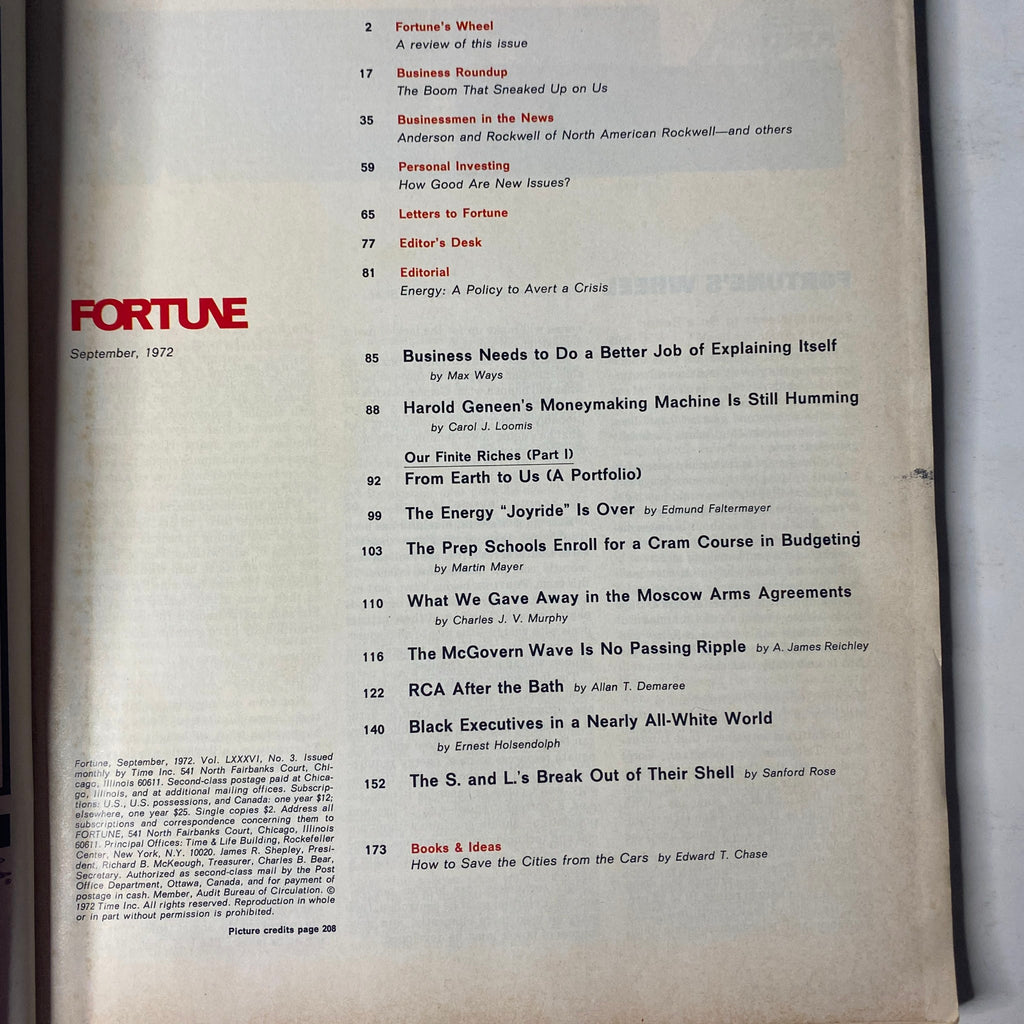 2 Fortune's Wheel
A review of this issue
17 Business Roundup
The Boom That Sneaked Up on Us
35 Businessmen in the News
Anderson and Rockwell of North American Rockwell—and others
59 Personal Investing
How Good Are New Issues?
65 Letters to Fortune
77 Editor's Desk
81 Editorial
Energy: A Policy to Avert a Crisis
FORTUNE
September, 1972
85 Business Needs to Do a Better Job of Explaining Itself
by Max Ways
88 Harold Geneen's Moneymaking Machine Is Still Humming
by Carol J. Loomis
Our Finite Riches (Part I)
92 From Earth to Us (A Portfolio)
99 The Energy “Joyride” Is Over by Edmund Faltermayer
103 The Prep Schools Enroll for a Cram Course in Budgeting
by Martin Mayer
110 What We Gave Away in the Moscow Arms Agreements
by Charles J. V. Murphy
116 The McGovern Wave Is No Passing Ripple by A. James Reichley
122 RCA After the Bath by Allan T. Demaree
140 Black Executives in a Nearly All-White World
by Ernest Holsendolph
152 The S. and L.'s Break Out of Their Shell by Sanford Rose
173 Books & Ideas
How to Save the Cities from the Cars by Edward T. Chase
Fortune, September, 1972. Vol. LXXXVI, No. 3. Issued
monthly by Time Inc. 541 North Fairbanks Court, Chi-
cago, Illinois 60611. Second-class postage paid at Chica-
go, Illinois, and at additional mailing offices. Subscrip-
tions: U.S., U.S. possessions, and Canada: one year $12;
elsewhere, one year $25. Single copies $2. Address all
subscriptions and correspondence concerning them to
FORTUNE, 541 North Fairbanks Court, Chicago, Illinois
60611. Principal Offices: Time & Life Building, Rockefeller
Center, New York, N.Y. 10020. James R. Shepley, Presi-
dent, Richard B. McKeough, Treasurer, Charles B. Bear,
Secretary. Authorized as second-class mail by the Post
Office Department, Ottawa, Canada, and for payment of
postage in cash. Member, Audit Bureau of Circulation. ©
1972 Time Inc. All rights reserved. Reproduction in whole
or in part without permission is prohibited.
Picture credits page 208